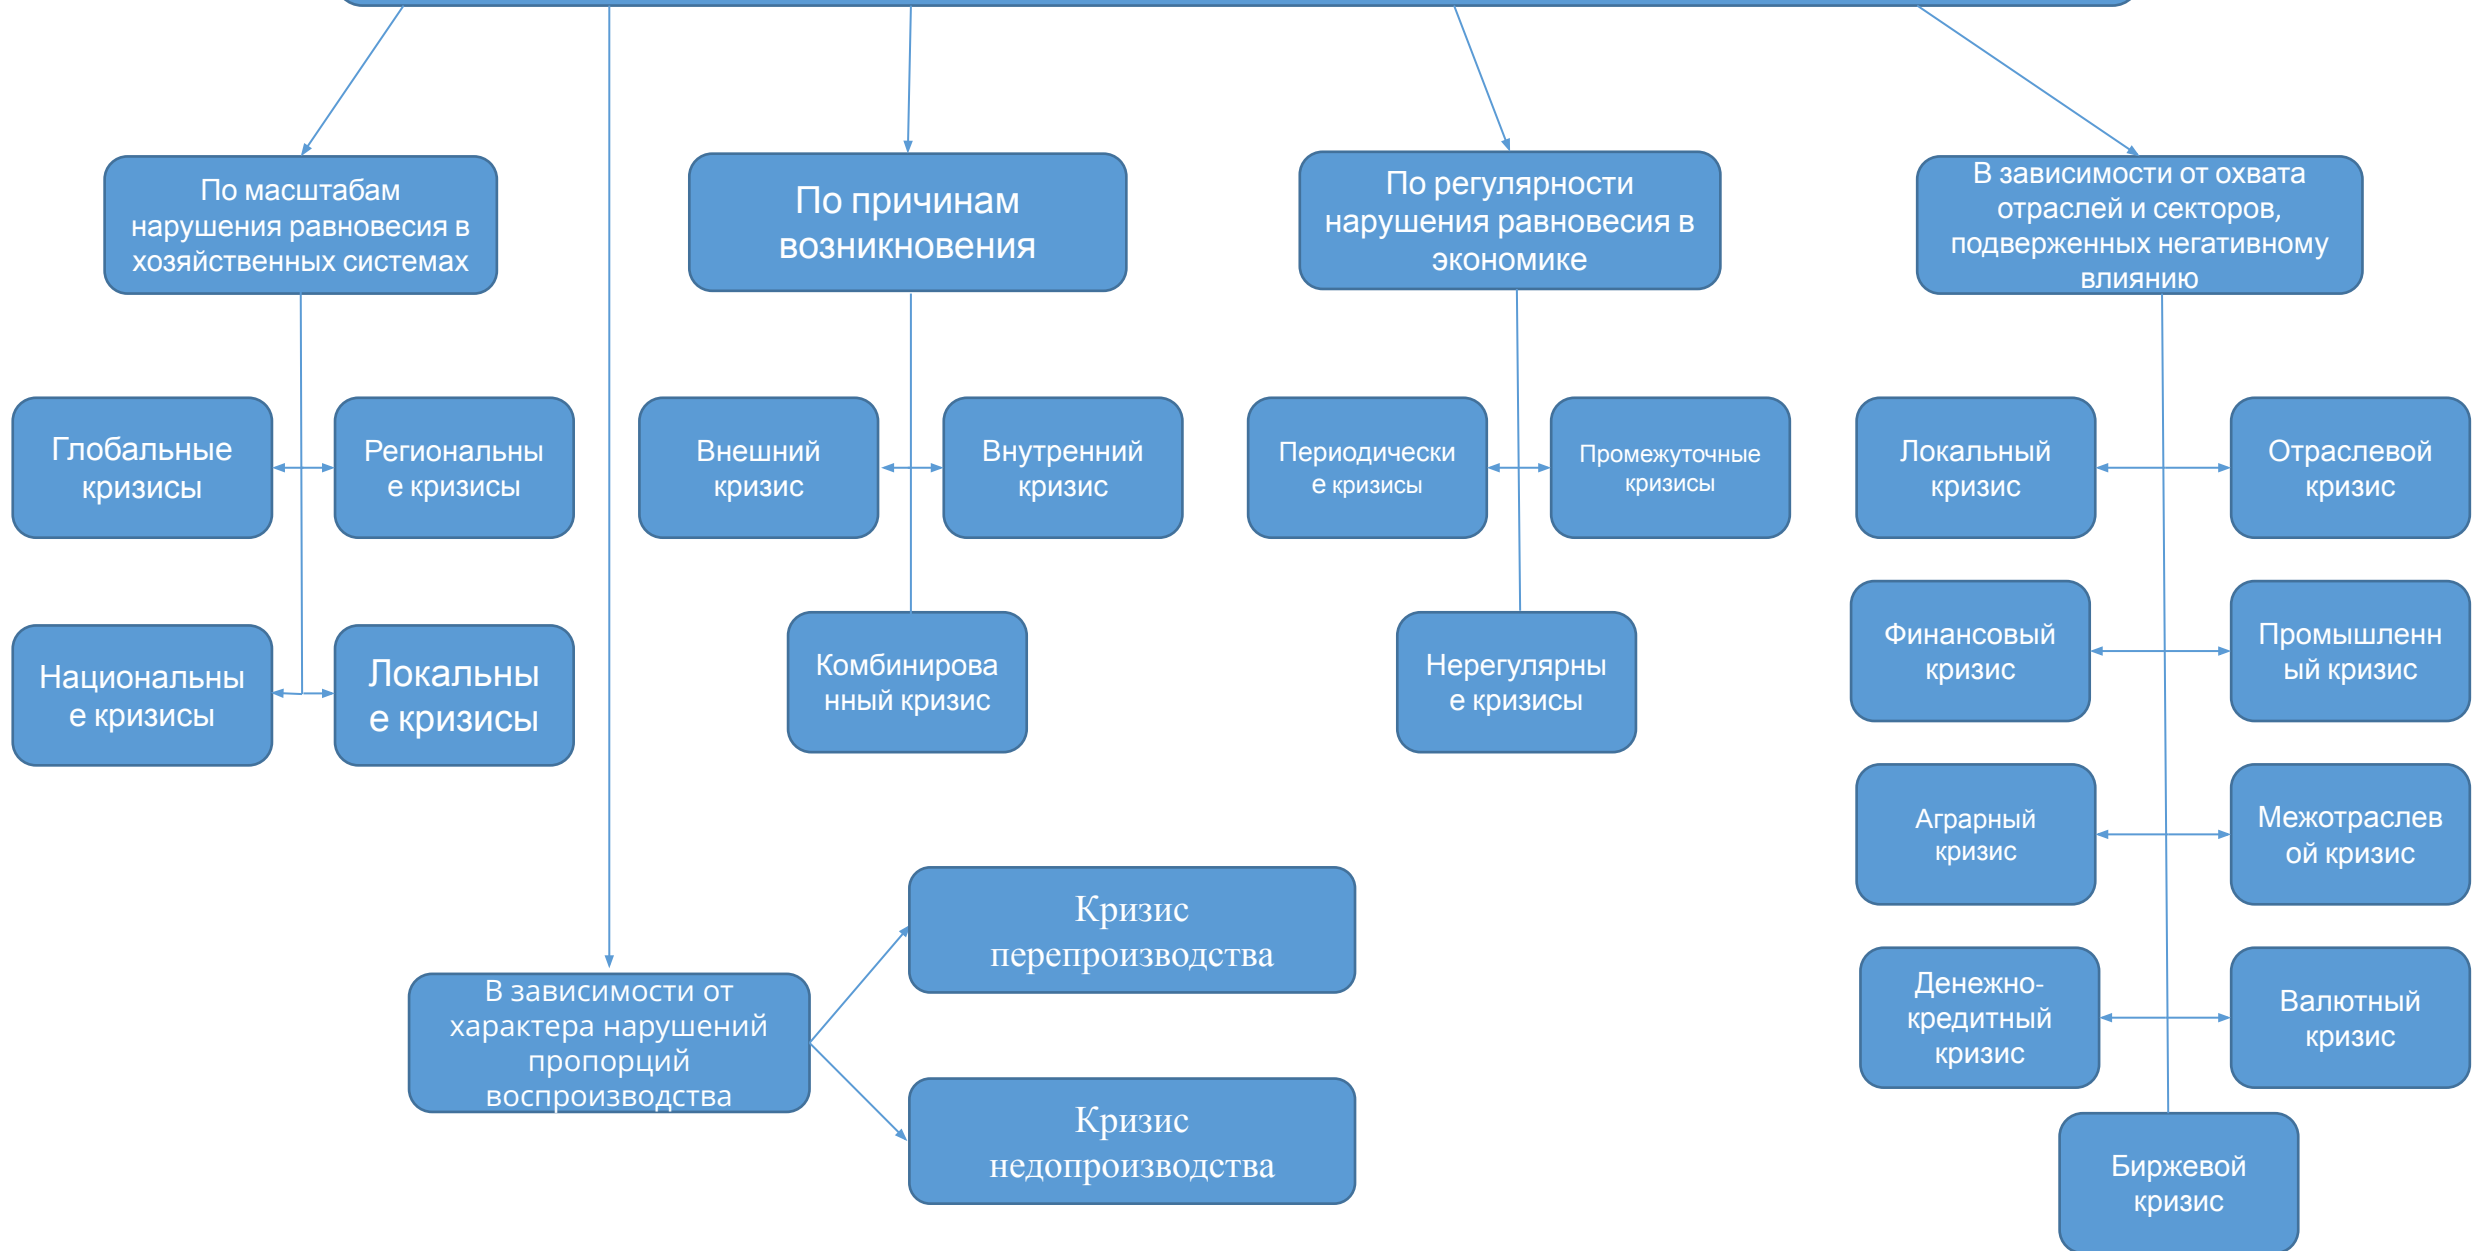 По масштабам
нарушения равновесия в
хозяйственных системах
По причинам
возникновения
По регулярности
нарушения равновесия в
экономике
В зависимости от охвата
отраслей и секторов,
подверженных негативному
влиянию
Глобальные
кризисы
Региональны
е кризисы
Национальны
е кризисы
Локальны
е кризисы
Внешний
кризис
Внутренний
кризис
Комбинирова
нный кризис
Периодически
е кризисы
Промежуточные
кризисы
Нерегулярны
е кризисы
Локальный
кризис
Отраслевой
кризис
Финансовый
кризис
Промышленн
ый кризис
Аграрный
кризис
Межотраслев
ой кризис
Денежно-
кредитный
кризис
Валютный
кризис
Биржевой
кризис
В зависимости от
характера нарушений
пропорций
воспроизводства
Кризис
перепроизводства
Кризис
недопроизводства